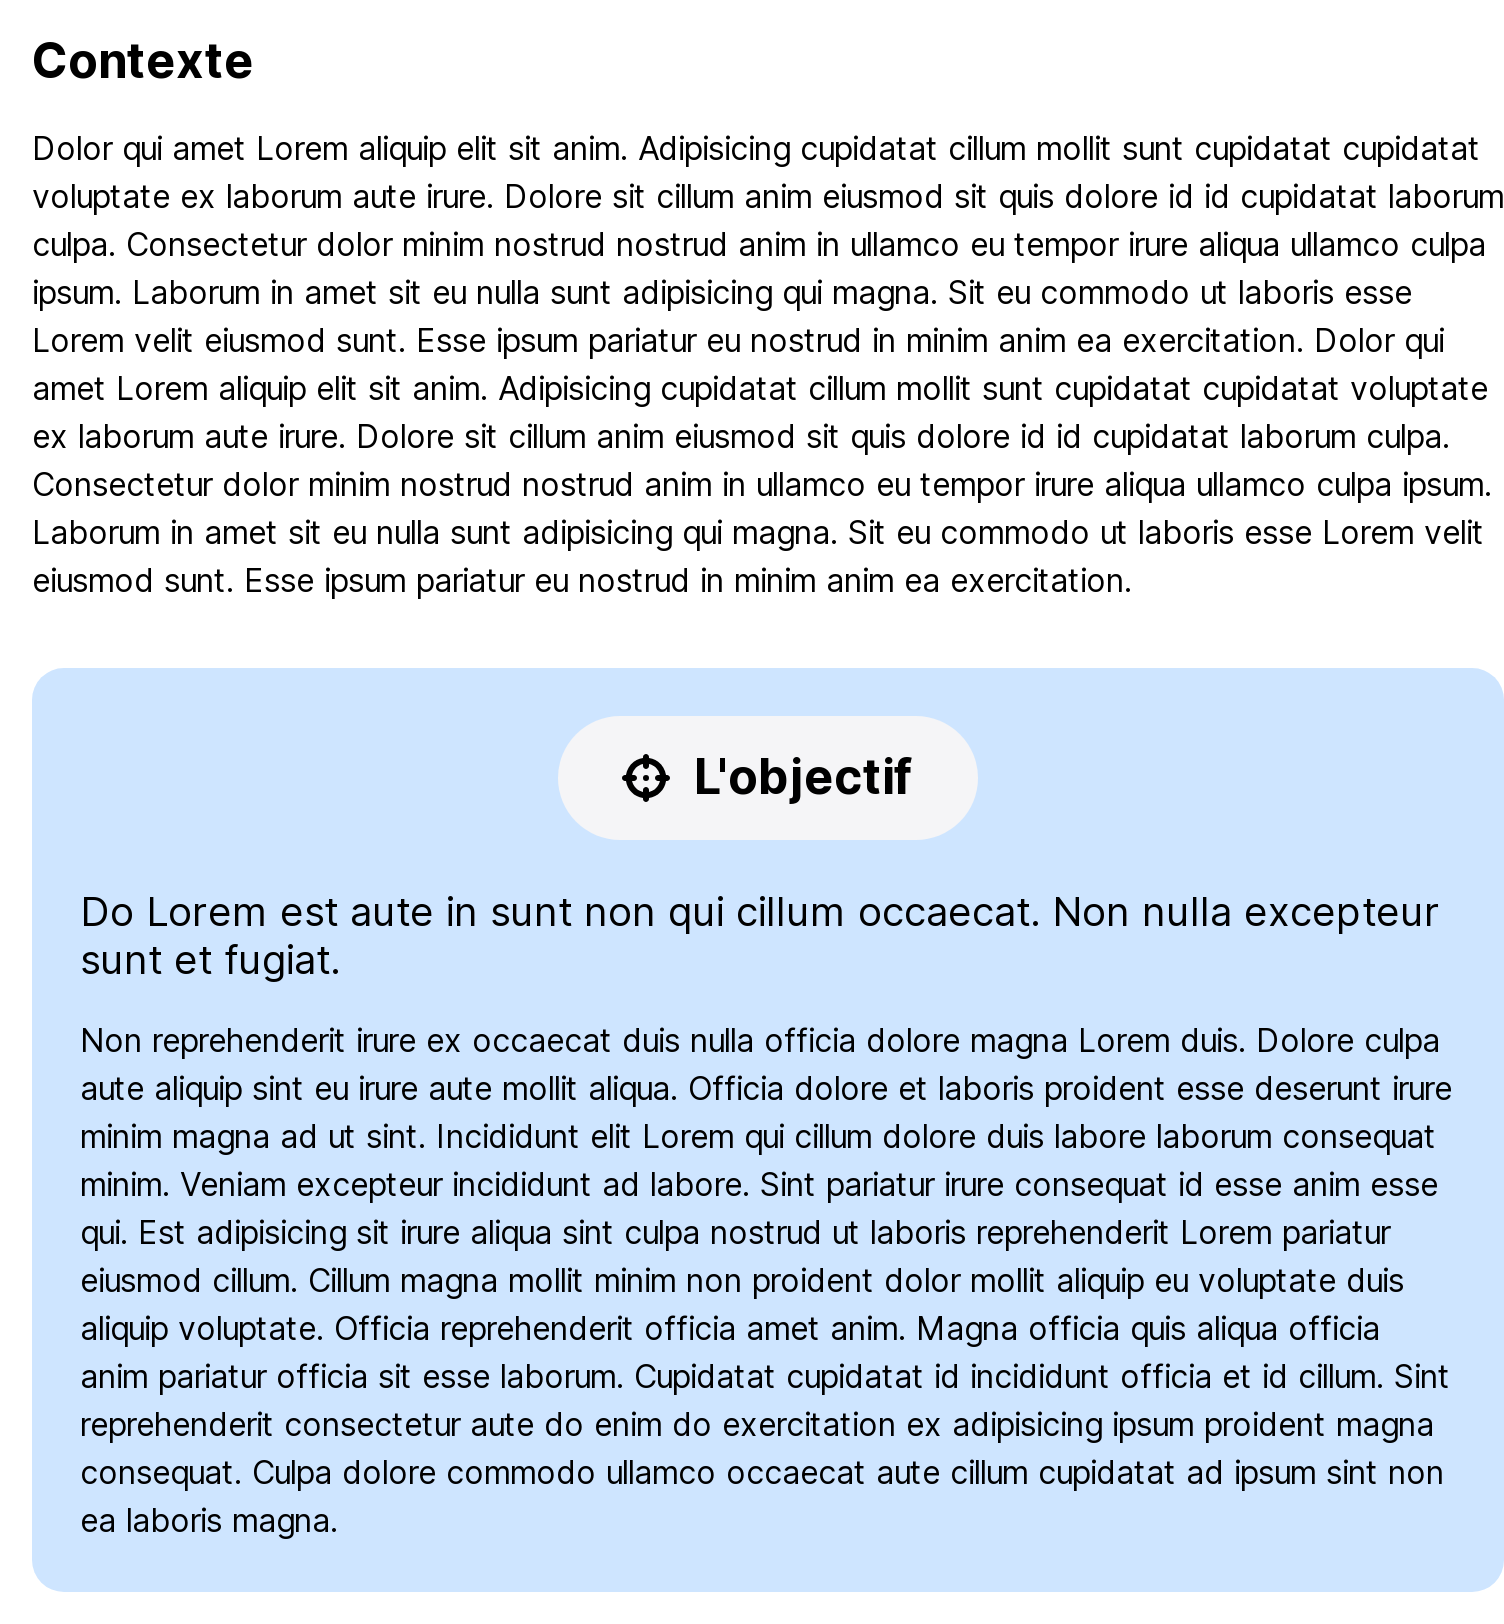 Contexte
Dolor qui amet Lorem aliquip elit sit anim. Adipisicing cupidatat cillum mollit sunt cupidatat cupidatat
voluptate ex laborum aute irure. Dolore sit cillum anim eiusmod sit quis dolore id id cupidatat laborum
culpa. Consectetur dolor minim nostrud nostrud anim in ullamco eu tempor irure aliqua ullamco culpa
ipsum. Laborum in amet sit eu nulla sunt adipisicing qui magna. Sit eu commodo ut laboris esse
Lorem velit eiusmod sunt. Esse ipsum pariatur eu nostrud in minim anim ea exercitation. Dolor qui
amet Lorem aliquip elit sit anim. Adipisicing cupidatat cillum mollit sunt cupidatat cupidatat voluptate
ex laborum aute irure. Dolore sit cillum anim eiusmod sit quis dolore id id cupidatat laborum culpa.
Consectetur dolor minim nostrud nostrud anim in ullamco eu tempor irure aliqua ullamco culpa ipsum.
Laborum in amet sit eu nulla sunt adipisicing qui magna. Sit eu commodo ut laboris esse Lorem velit
eiusmod sunt. Esse ipsum pariatur eu nostrud in minim anim ea exercitation.
L'objectif
Do Lorem est aute in sunt non qui cillum occaecat. Non nulla excepteur
sunt et fugiat.
Non reprehenderit irure ex occaecat duis nulla officia dolore magna Lorem duis. Dolore culpa
aute aliquip sint eu irure aute mollit aliqua. Officia dolore et laboris proident esse deserunt irure
minim magna ad ut sint. Incididunt elit Lorem qui cillum dolore duis labore laborum consequat
minim. Veniam excepteur incididunt ad labore. Sint pariatur irure consequat id esse anim esse
qui. Est adipisicing sit irure aliqua sint culpa nostrud ut laboris reprehenderit Lorem pariatur
eiusmod cillum. Cillum magna mollit minim non proident dolor mollit aliquip eu voluptate duis
aliquip voluptate. Officia reprehenderit officia amet anim. Magna officia quis aliqua officia
anim pariatur officia sit esse laborum. Cupidatat cupidatat id incididunt officia et id cillum. Sint
reprehenderit consectetur aute do enim do exercitation ex adipisicing ipsum proident magna
consequat. Culpa dolore commodo ullamco occaecat aute cillum cupidatat ad ipsum sint non
ea laboris magna.